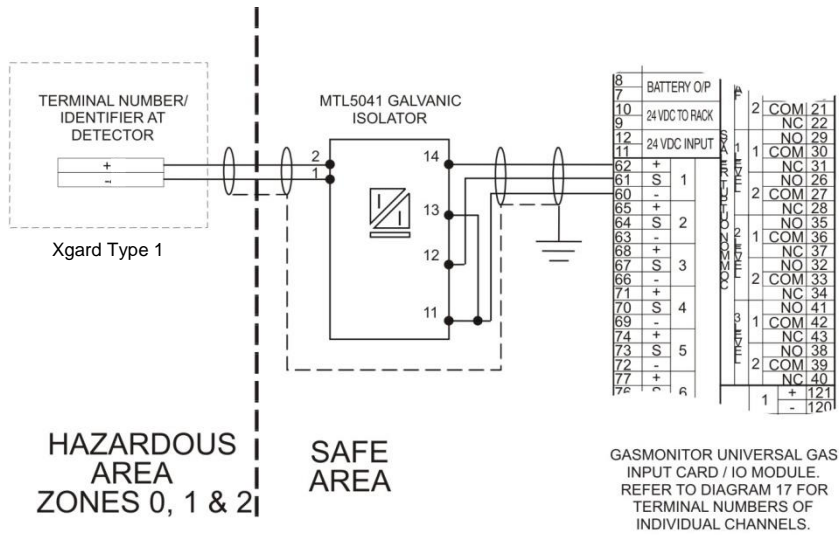 TERMINAL NUMBER/
IDENTIFIER AT
DETECTOR
+
-
Xgard Type 1
MTL5041 GALVANIC
ISOLATOR
2
1
14
13
12
11
8
7
BATTERY O/P
10
9
24 VDC TO RACK
12
11
24 VDC INPUT
62 +
61 S 1
60 -
65 +
64 S 2
63 -
68 +
67 S 3
66 -
71 +
70 S 4
69 -
74 +
73 S 5
72 -
77 +
76 S 6
2 COM 21
NC 22
NO 29
1 COM 30
NC 31
NO 26
2 COM 27
NC 28
NO 35
1 COM 36
NC 37
NO 32
2 COM 33
NC 34
NO 41
1 COM 42
NC 43
NO 38
2 COM 39
NC 40
1 + 121
- 120
HAZARDOUS
AREA
ZONES 0, 1 & 2
SAFE
AREA
GASMONITOR UNIVERSAL GAS
INPUT CARD / IO MODULE.
REFER TO DIAGRAM 17 FOR
TERMINAL NUMBERS OF
INDIVIDUAL CHANNELS.